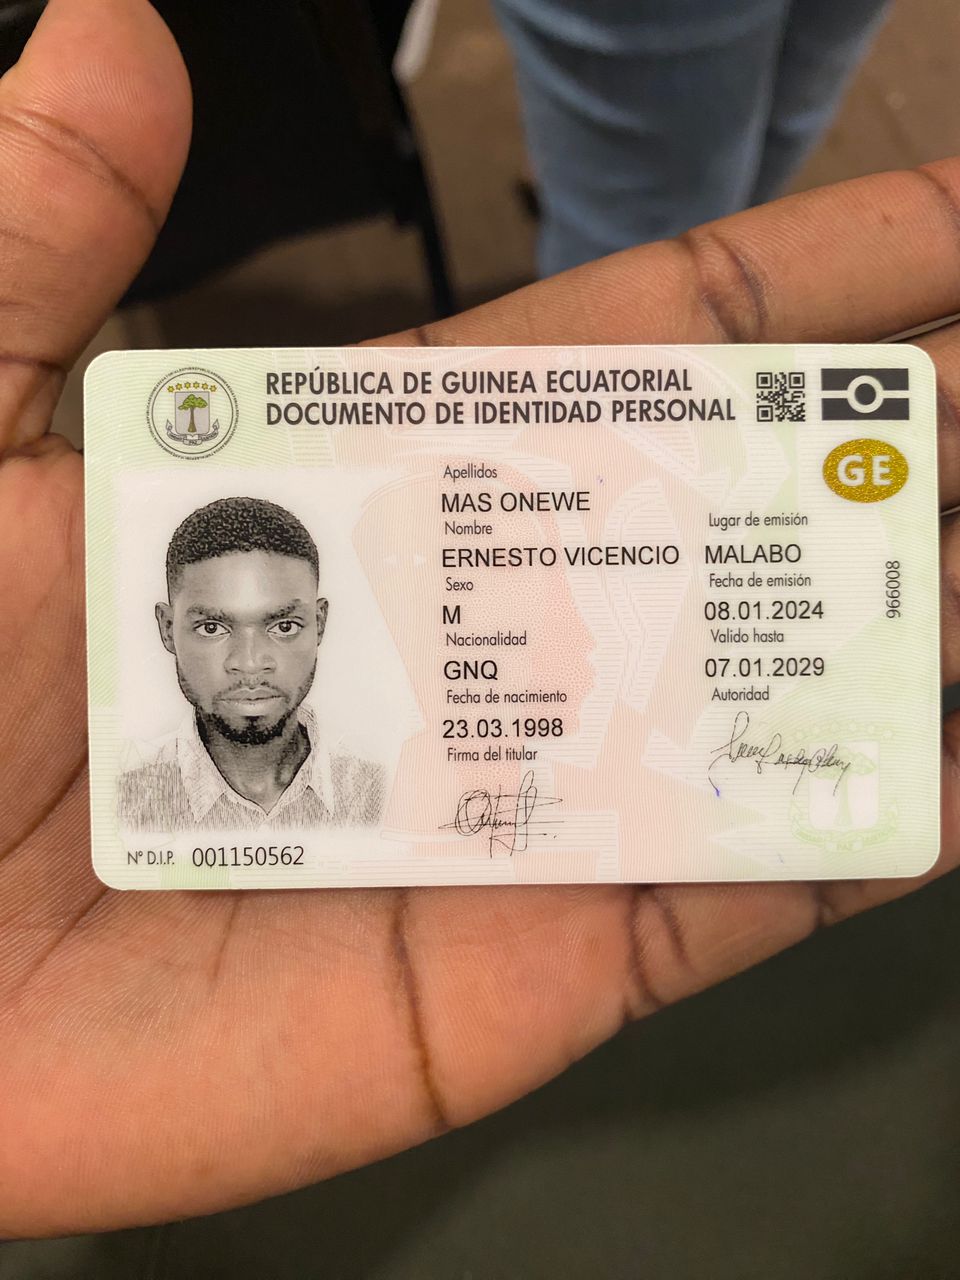 REPÚBLICA DE GUINEA ECUATORIAL
DOCUMENTO DE IDENTIDAD PERSONAL
GE
Apellidos
MAS ONEWE
Nombre
ERNESTO VICENCIO
Sexo
M
Nacionalidad
GNQ
Fecha de nacimiento
23.03.1998
Firma del titular
Lugar de emisión
MALABO
Fecha de emisión
08.01.2024
Valido hasta
07.01.2029
Autoridad
966008
Nº D.I.P. 001150562